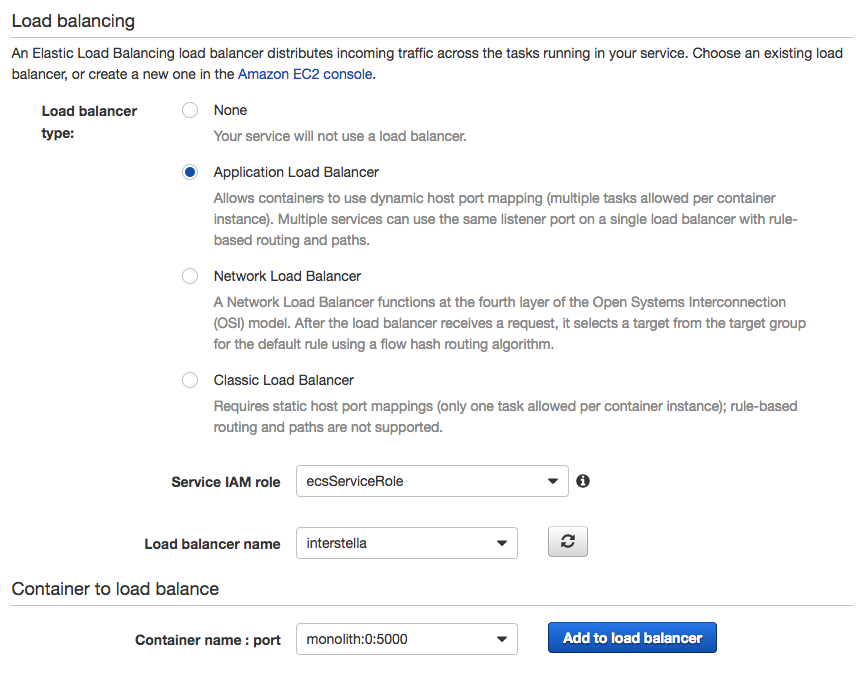 Load balancing
An Elastic Load Balancing load balancer distributes incoming traffic across the tasks running in your service. Choose an existing load
balancer, or create a new one in the Amazon EC2 console.
Load balancer
type:
None
Your service will not use a load balancer.
Application Load Balancer
Allows containers to use dynamic host port mapping (multiple tasks allowed per container
instance). Multiple services can use the same listener port on a single load balancer with rule-
based routing and paths.
Network Load Balancer
A Network Load Balancer functions at the fourth layer of the Open Systems Interconnection
(OSI) model. After the load balancer receives a request, it selects a target from the target group
for the default rule using a flow hash routing algorithm.
Classic Load Balancer
Requires static host port mappings (only one task allowed per container instance); rule-based
routing and paths are not supported.
Service IAM role ecsServiceRole
Load balancer name interstella
Container to load balance
Container name : port monolith:0:5000 Add to load balancer